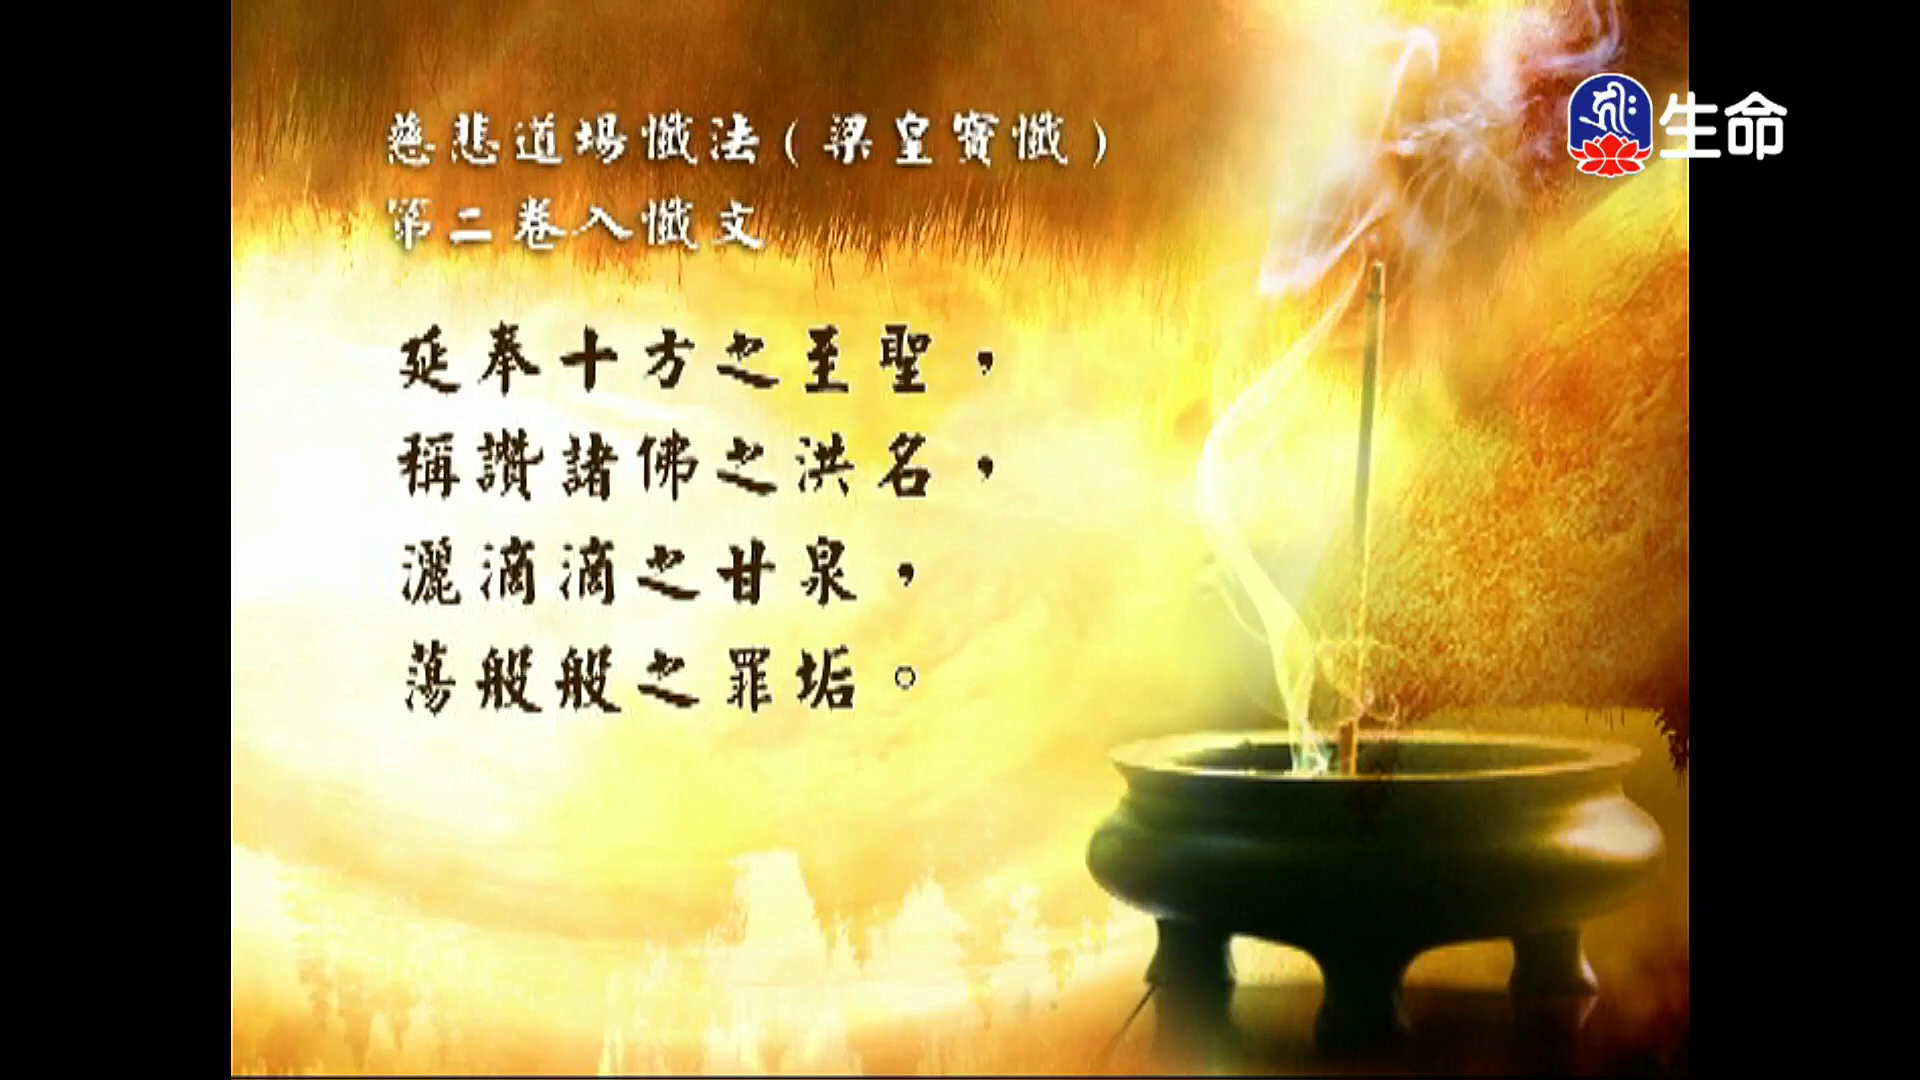 慈悲道場懺法(梁皇寶懺)
第二卷入懺文
延奉十方之至聖，
稱讚諸佛之洪名，
灑滴滴之甘泉，
蕩般般之罪垢。
生命